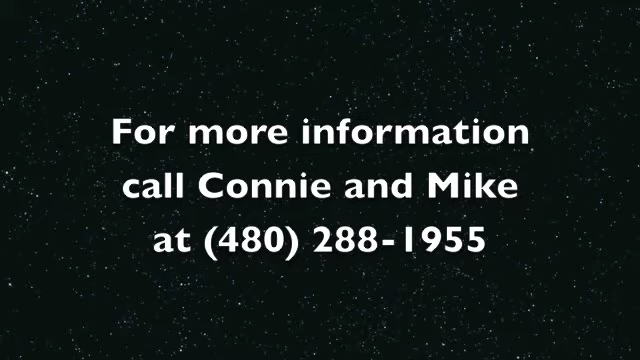 For more information
call Connie and Mike
at (480) 288-1955